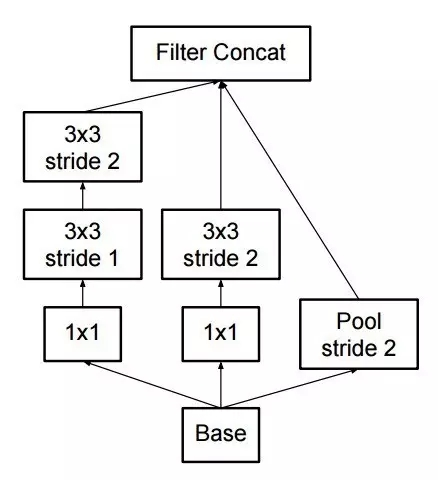 Filter Concat
3x3
stride 2
3x3
stride 1
3x3
stride 2
1x1
1x1
Pool
stride 2
Base